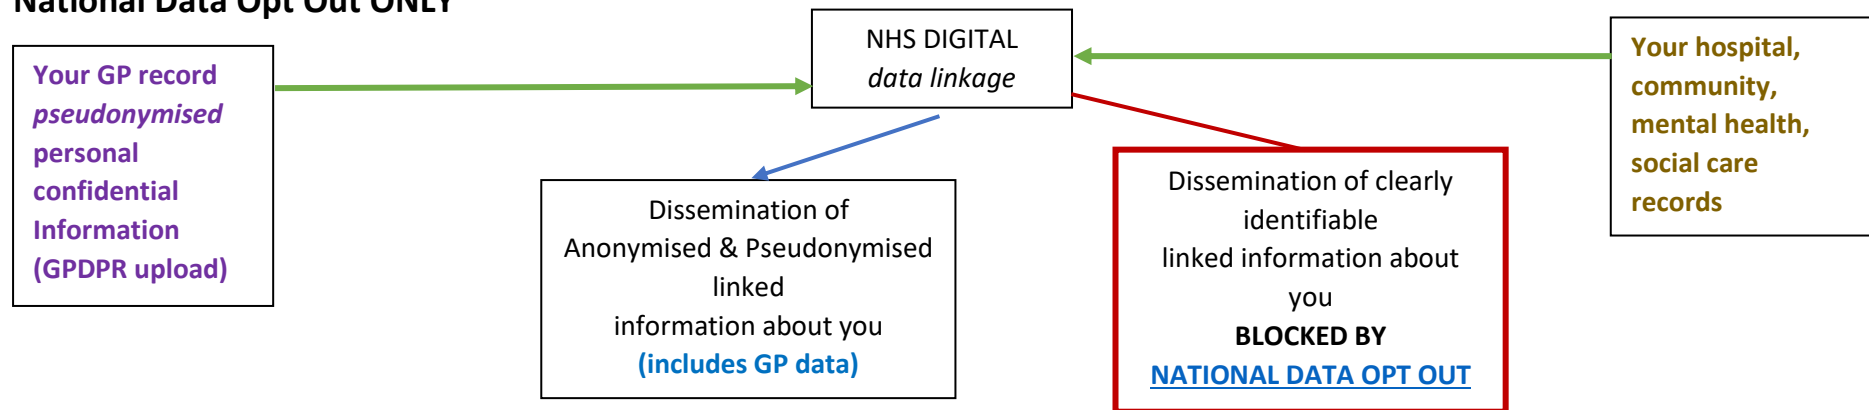 National Data Opt Out ONLY
Your GP record
pseudonymised
personal
confidential
Information
(GPDPR upload)
NHS DIGITAL
data linkage
Your hospital,
community,
mental health,
social care
records
Dissemination of
Anonymised & Pseudonymised
linked
information about you
(includes GP data)
Dissemination of clearly
identifiable
linked information about
you
BLOCKED BY
NATIONAL DATA OPT OUT